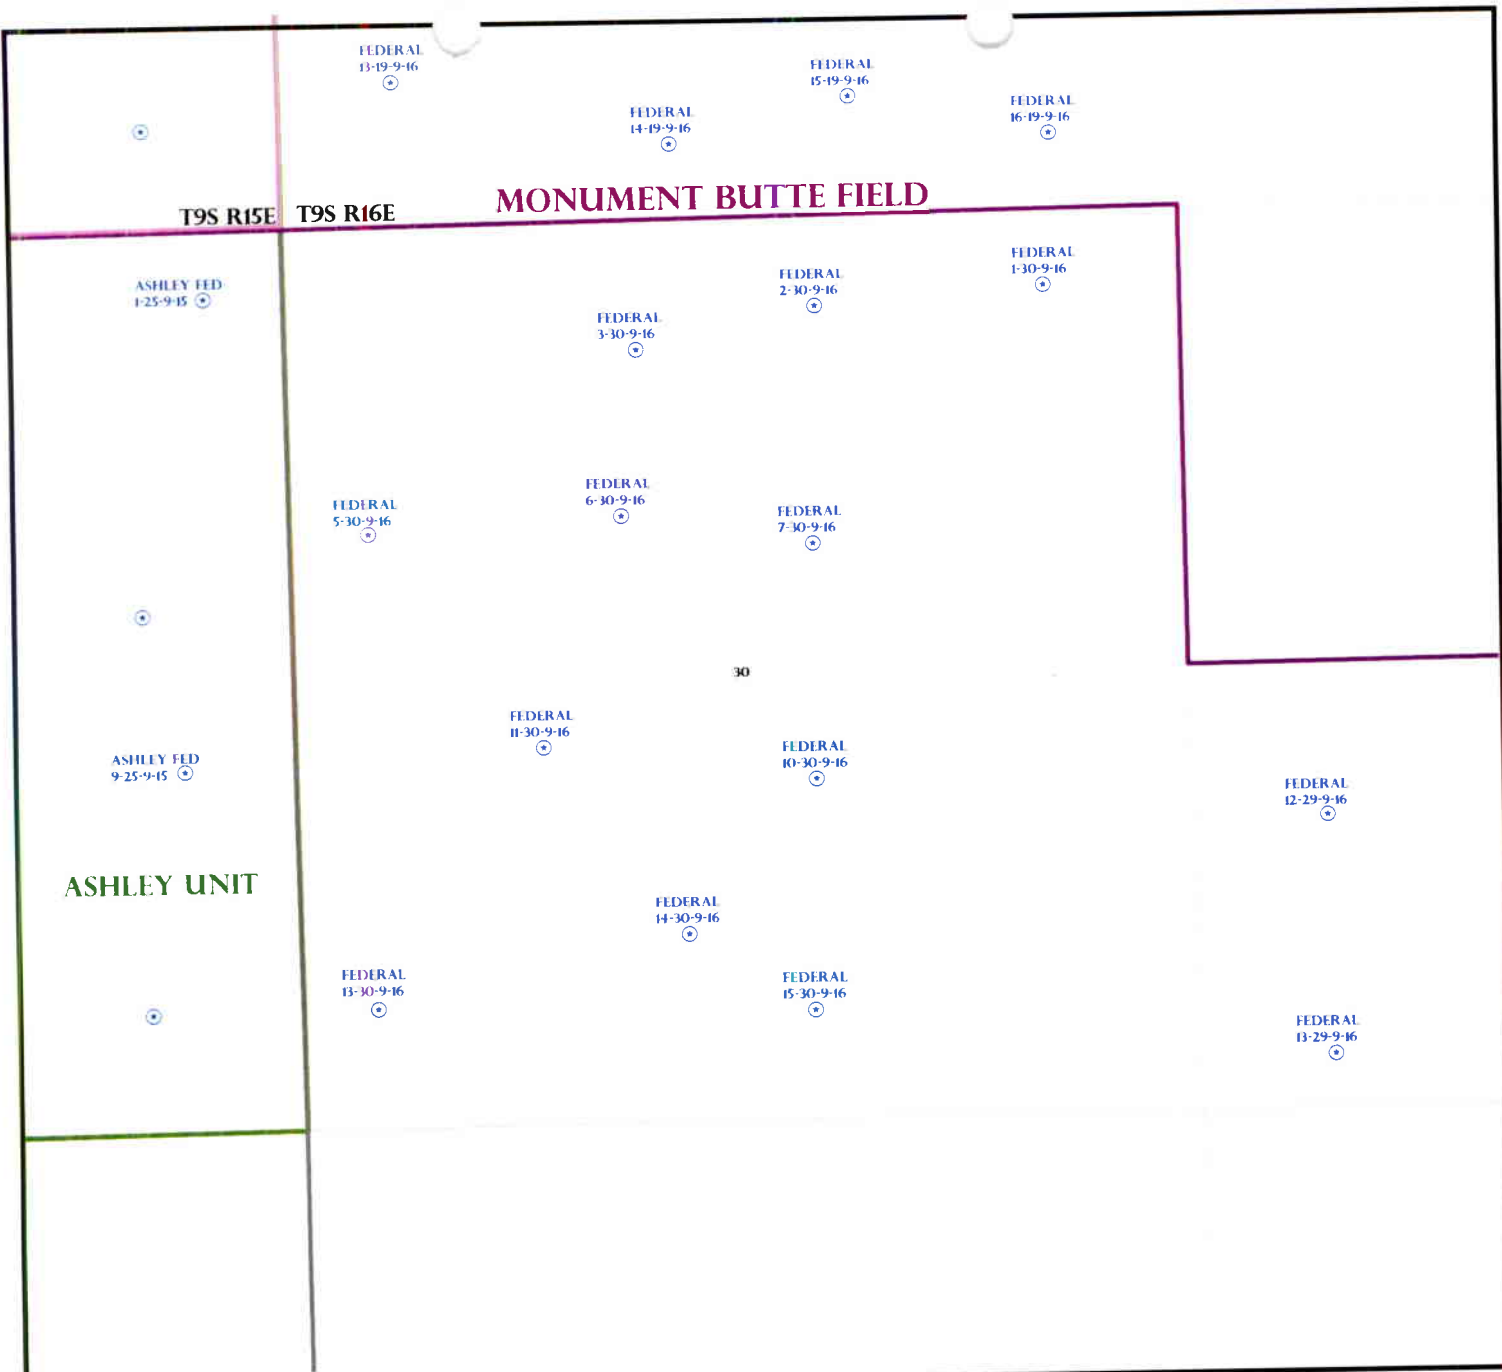 FEDERAL
13-19-9-16
FEDERAL
15-19-9-16
FEDERAL
14-19-9-16
FEDERAL
16-19-9-16
MONUMENT BUTTE FIELD
T9S R15E
T9S R16E
ASHLEY FED
1-25-9-15
FEDERAL
1-30-9-16
FEDERAL
2-30-9-16
FEDERAL
3-30-9-16
FEDERAL
5-30-9-16
FEDERAL
6-30-9-16
FEDERAL
7-30-9-16
30
FEDERAL
11-30-9-16
FEDERAL
10-30-9-16
ASHLEY FED
9-25-9-15
FEDERAL
12-29-9-16
ASHLEY UNIT
FEDERAL
14-30-9-16
FEDERAL
13-30-9-16
FEDERAL
15-30-9-16
FEDERAL
13-29-9-16